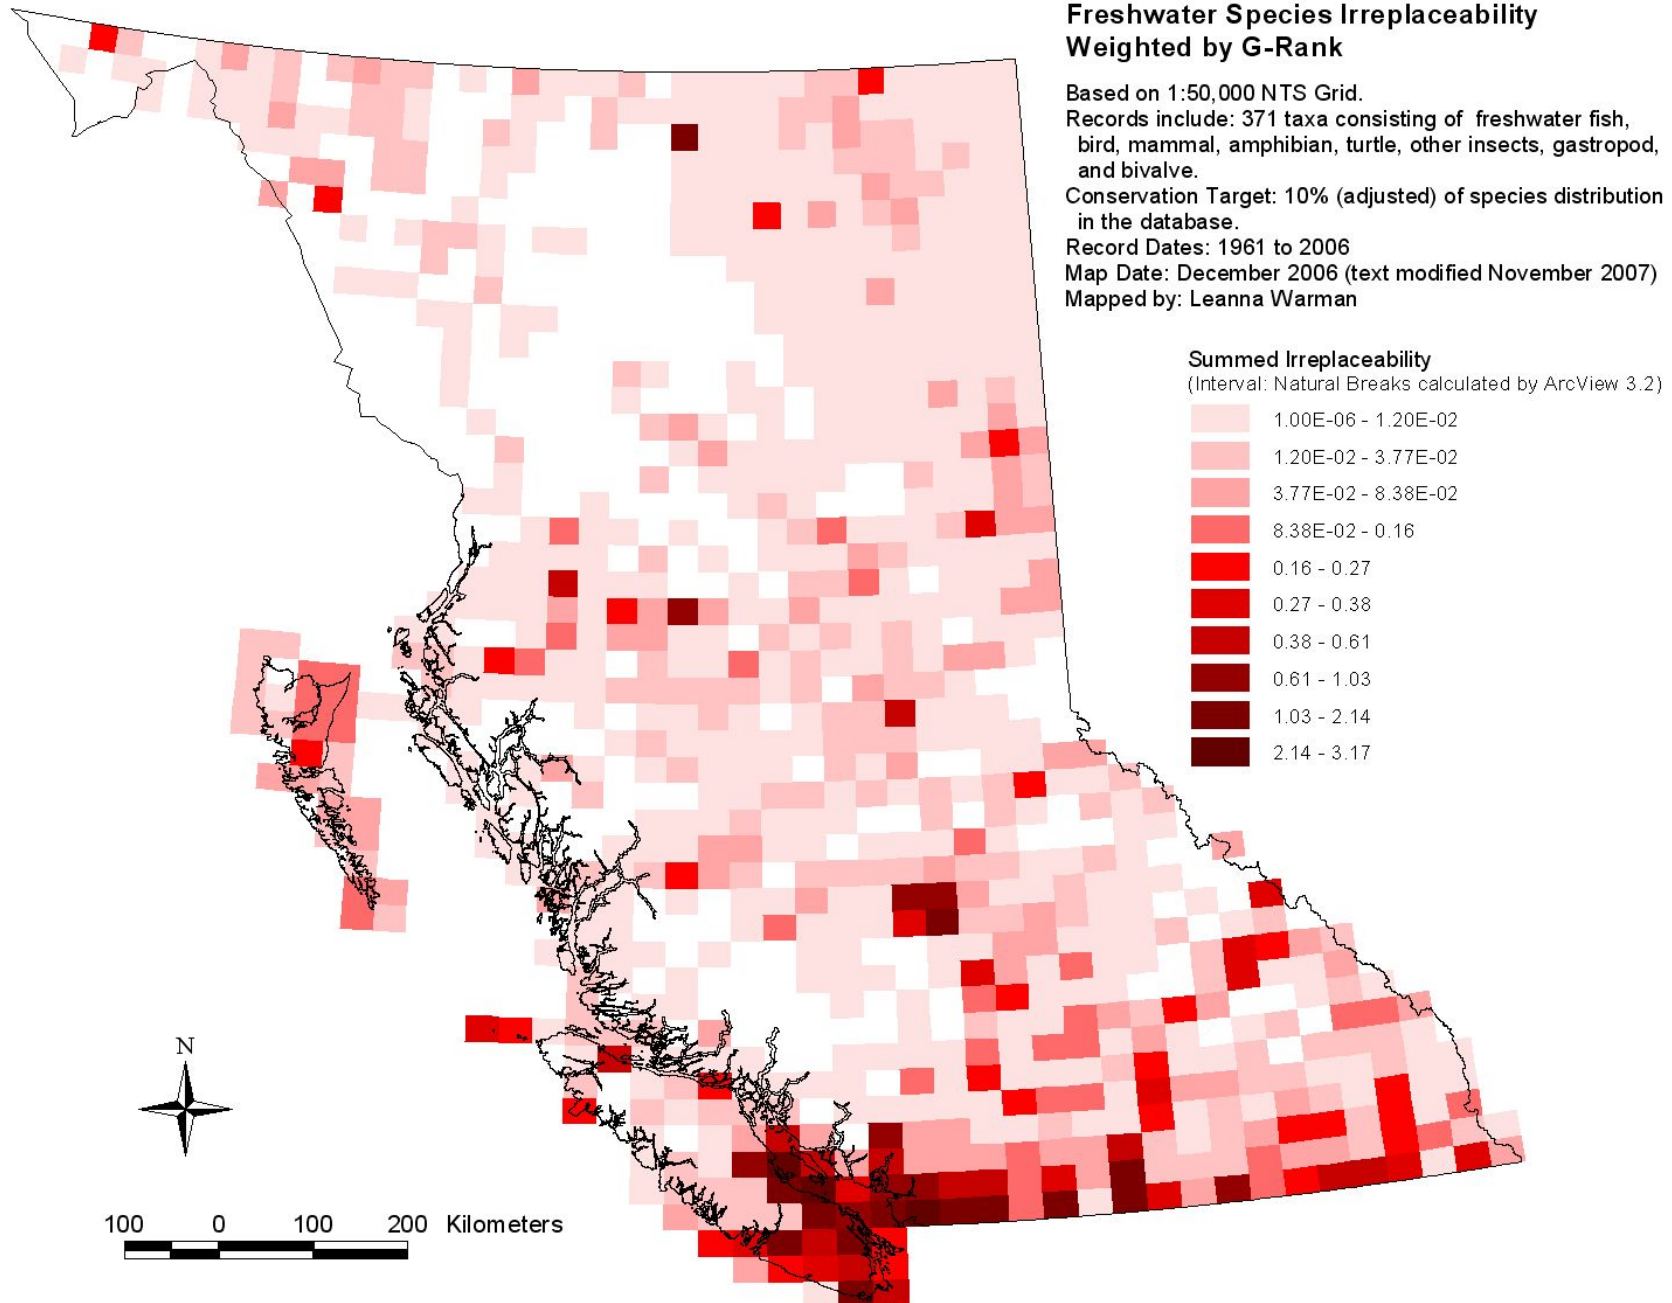 Freshwater Species Irreplaceability
Weighted by G-Rank
Based on 1:50,000 NTS Grid.
Records include: 371 taxa consisting of freshwater fish,
bird, mammal, amphibian, turtle, other insects, gastropod,
and bivalve.
Conservation Target: 10% (adjusted) of species distribution
in the database.
Record Dates: 1961 to 2006
Map Date: December 2006 (text modified November 2007)
Mapped by: Leanna Warman
Summed Irreplaceability
(Interval: Natural Breaks calculated by ArcView 3.2)
1.00E-06 - 1.20E-02
1.20E-02 - 3.77E-02
3.77E-02 - 8.38E-02
8.38E-02 - 0.16
0.16 - 0.27
0.27 - 0.38
0.38 - 0.61
0.61 - 1.03
1.03 - 2.14
2.14 - 3.17
N
100 0 100 200 Kilometers